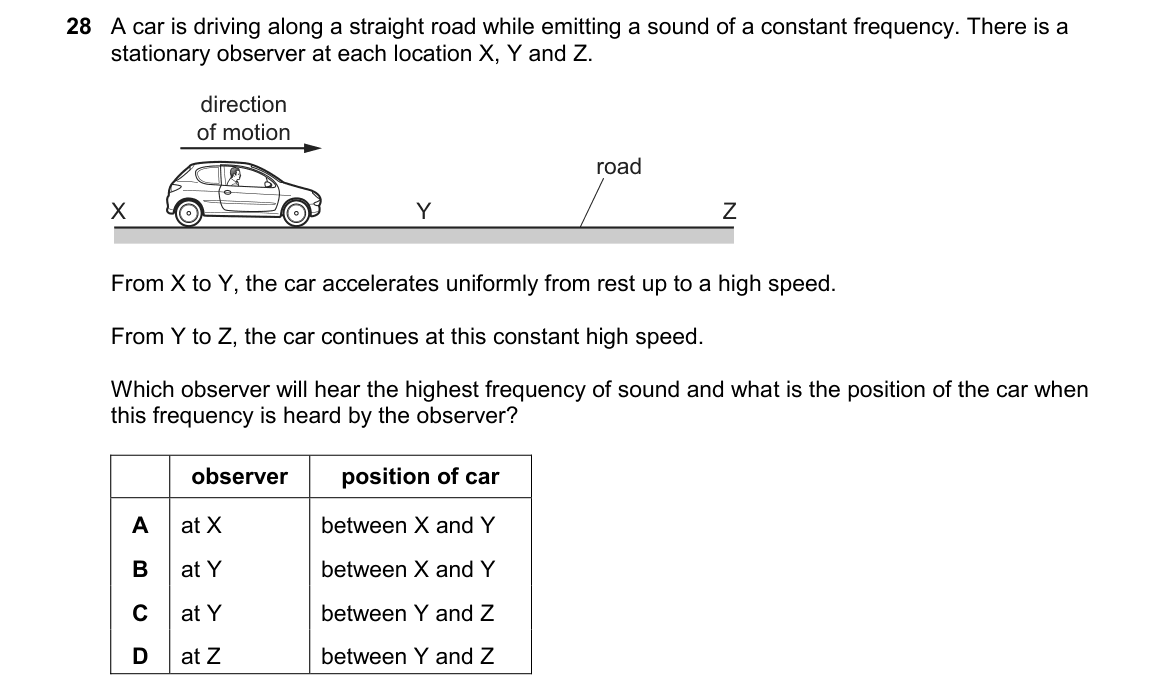 28 A car is driving along a straight road while emitting a sound of a constant frequency. There is a
stationary observer at each location X, Y and Z.
direction
of motion
road
X
Y
Z
From X to Y, the car accelerates uniformly from rest up to a high speed.
From Y to Z, the car continues at this constant high speed.
Which observer will hear the highest frequency of sound and what is the position of the car when
this frequency is heard by the observer?
observer position of car
A at X between X and Y
B at Y between X and Y
C at Y between Y and Z
D at Z between Y and Z